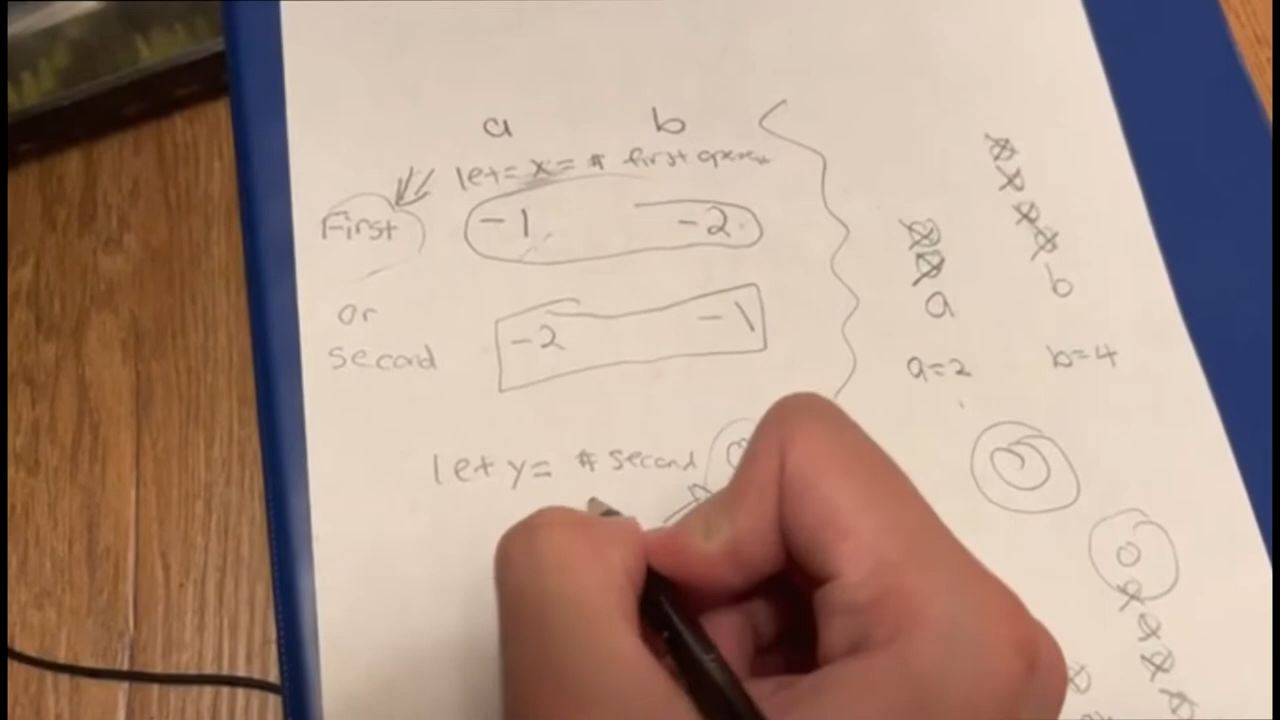 a b
let= x = # first
First -1 -2
or
second -2 -1
let y = # second
a
b
a=2 b=4